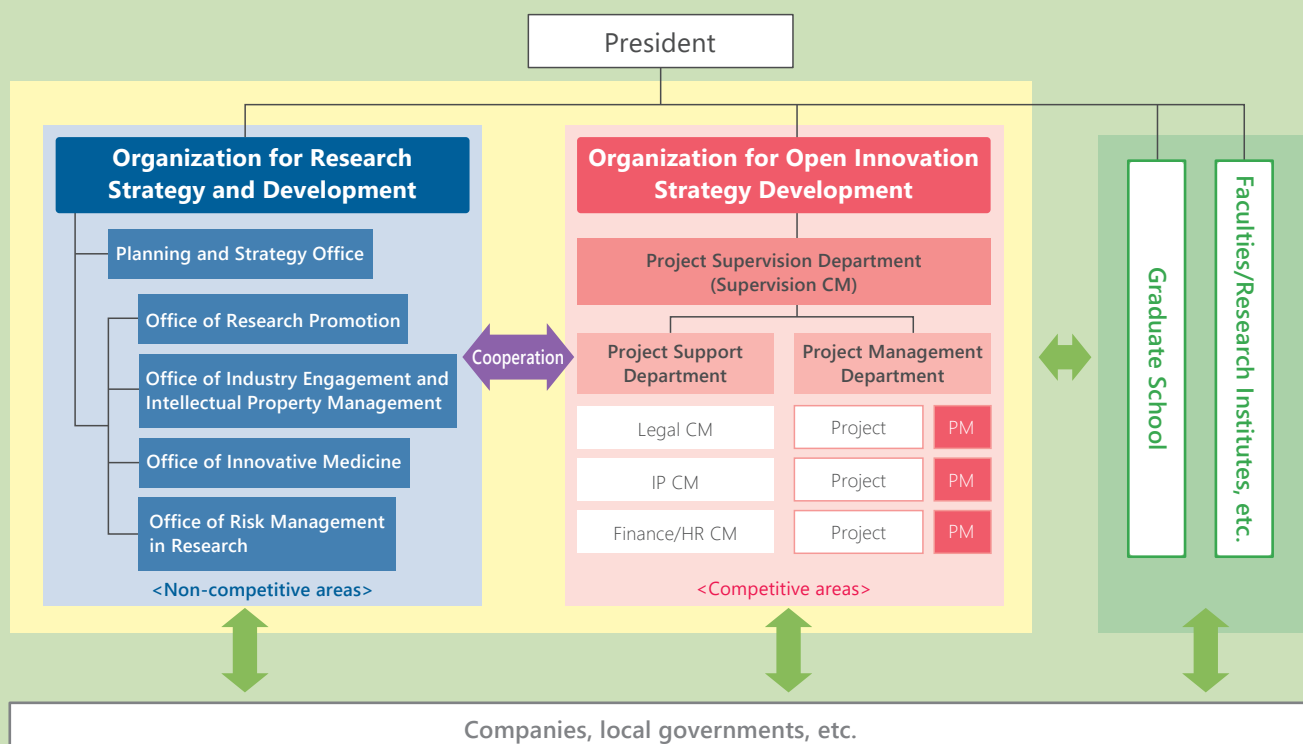 President
Organization for Research
Strategy and Development
Planning and Strategy Office
Office of Research Promotion
Office of Industry Engagement and
Intellectual Property Management
Office of Innovative Medicine
Office of Risk Management
in Research
<Non-competitive areas>
Cooperation
Organization for Open Innovation
Strategy Development
Project Supervision Department
(Supervision CM)
Project Support
Department
Legal CM
IP CM
Finance/HR CM
Project Management
Department
Project
PM
Project
PM
Project
PM
<Competitive areas>
Graduate School
Faculties/Research Institutes, etc.
Companies, local governments, etc.